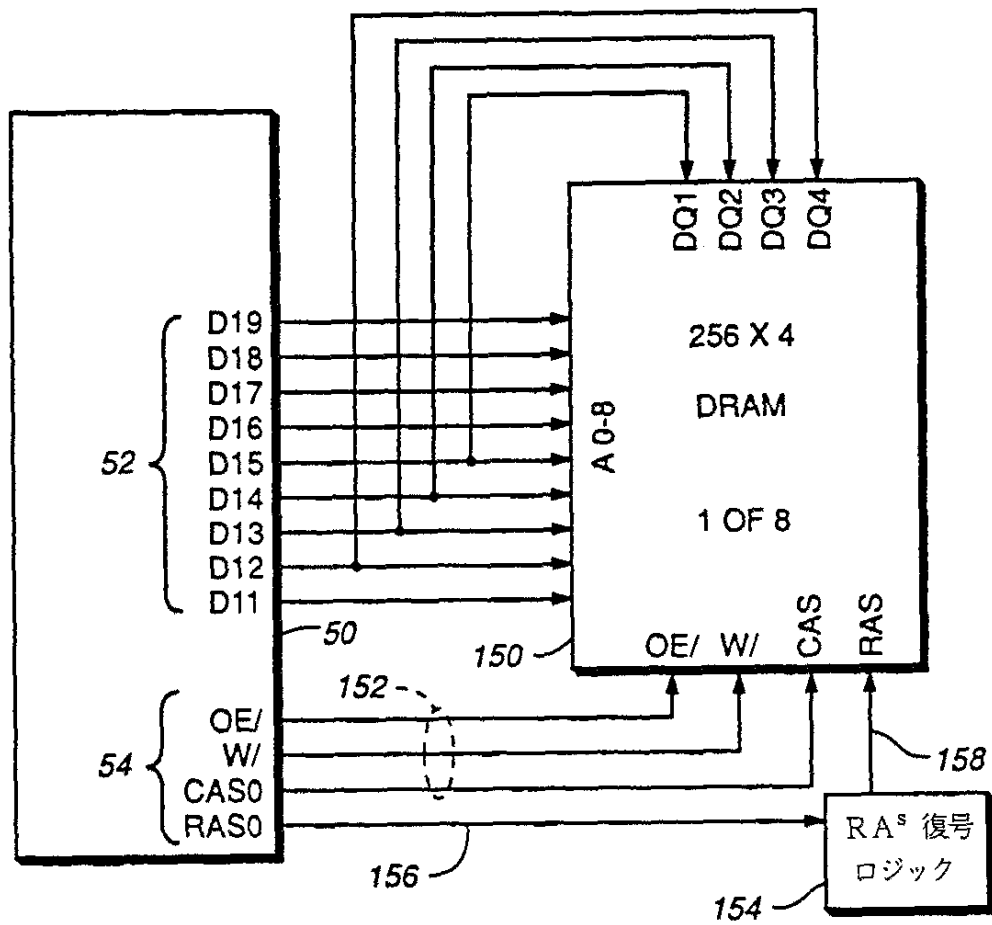 DQ1
DQ2
DQ3
DQ4
D19
D18
D17
D16
D15
D14
D13
D12
D11
52
A 0-8
256 X 4
DRAM
1 OF 8
50
150
OE/
W/
CAS
RAS
152
OE/
W/
CAS0
RAS0
54
156
158
RAs 復号
ロジック
154